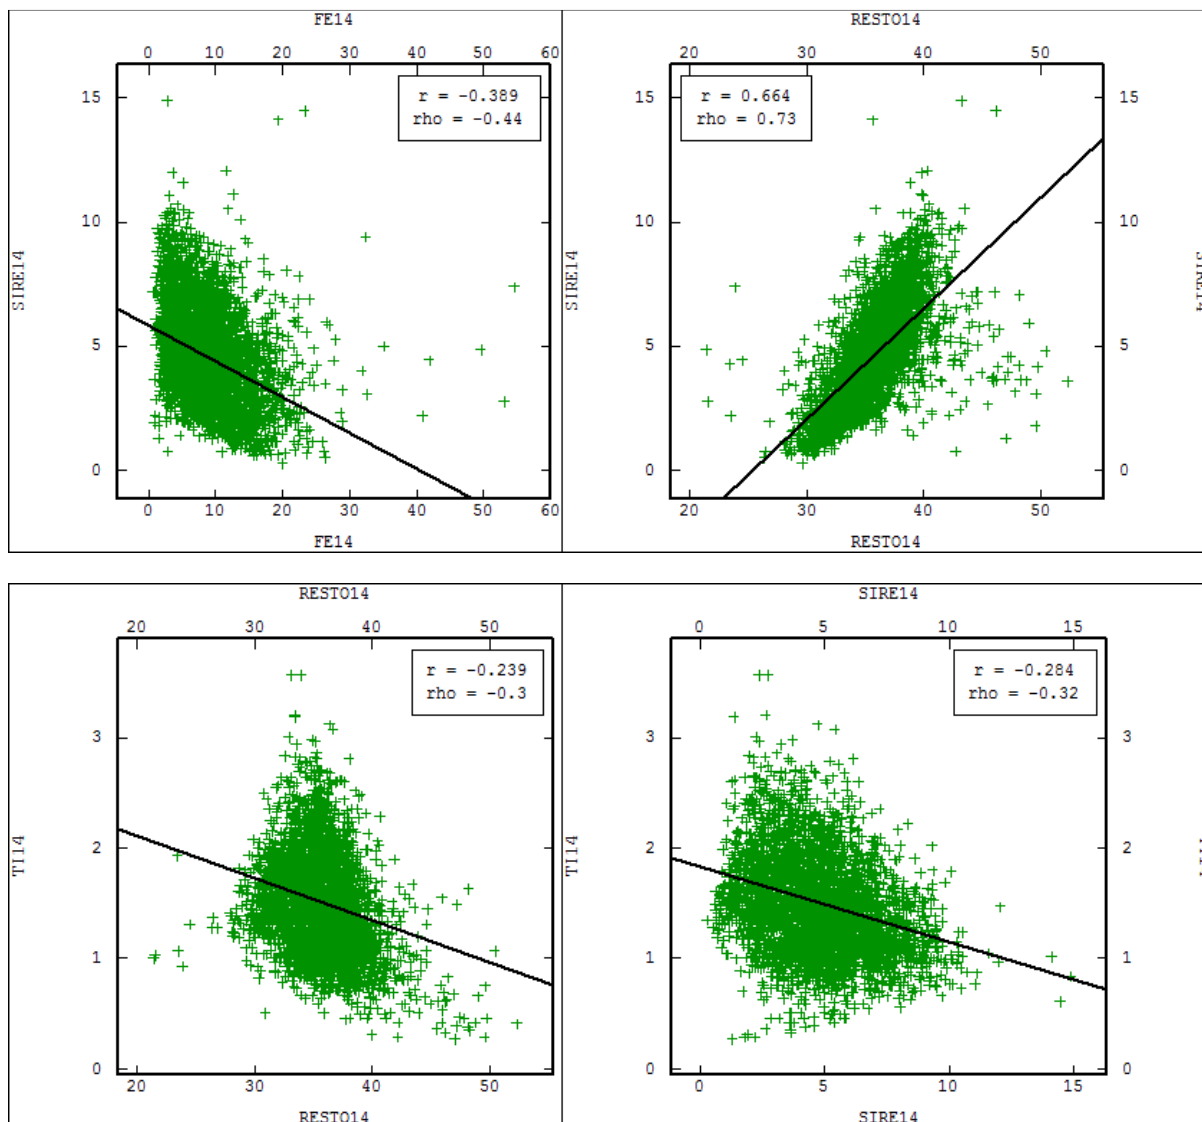 FE14
RESTO14
0 10 20 30 40 50 60
20 30 40 50
r = -0.389
rho = -0.44
r = 0.664
rho = 0.73
15
10
5
0
SIRE14
15
10
5
0
SIRE14
15
10
5
0
0 10 20 30 40 50 60
20 30 40 50
FE14
RESTO14
RESTO14
SIRE14
20 30 40 50
0 5 10 15
r = -0.239
rho = -0.3
r = -0.284
rho = -0.32
3
2
1
0
TI14
3
2
1
0
TI14
3
2
1
0
20 30 40 50
0 5 10 15
RESTO14
SIRE14